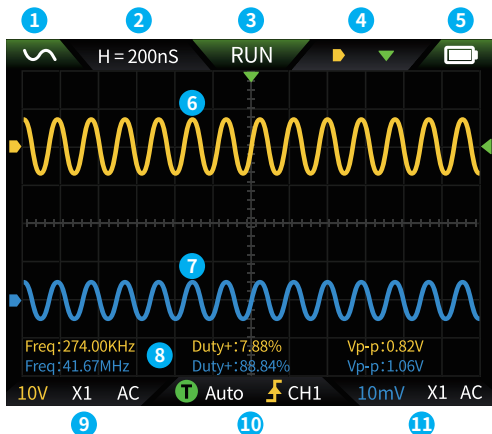 1 2 3 4 5
H = 200nS RUN
6
7
Freq:274.00KHz Duty+:7.88% Vp-p:0.82V
8
Freq:41.67MHz Duty+:88.84% Vp-p:1.06V
10V X1 AC T Auto CH1 10mV X1 AC
9 10 11